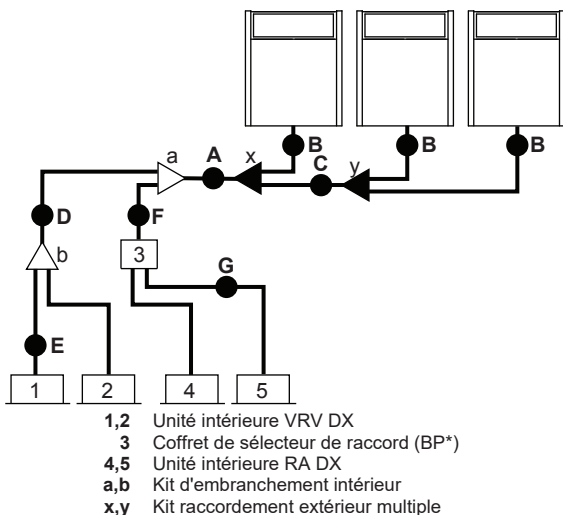 B B B
a A x C y
D F b 3
G
E
1 2 4 5
1,2 Unité intérieure VRV DX
3 Coffret de sélecteur de raccord (BP*)
4,5 Unité intérieure RA DX
a,b Kit d'embranchement intérieur
x,y Kit raccordement extérieur multiple